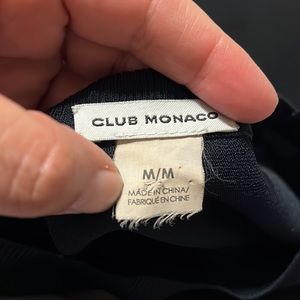 CLUB MONACO
M/M
MADE IN CHINA/
FABRIQUÉ EN CHINE